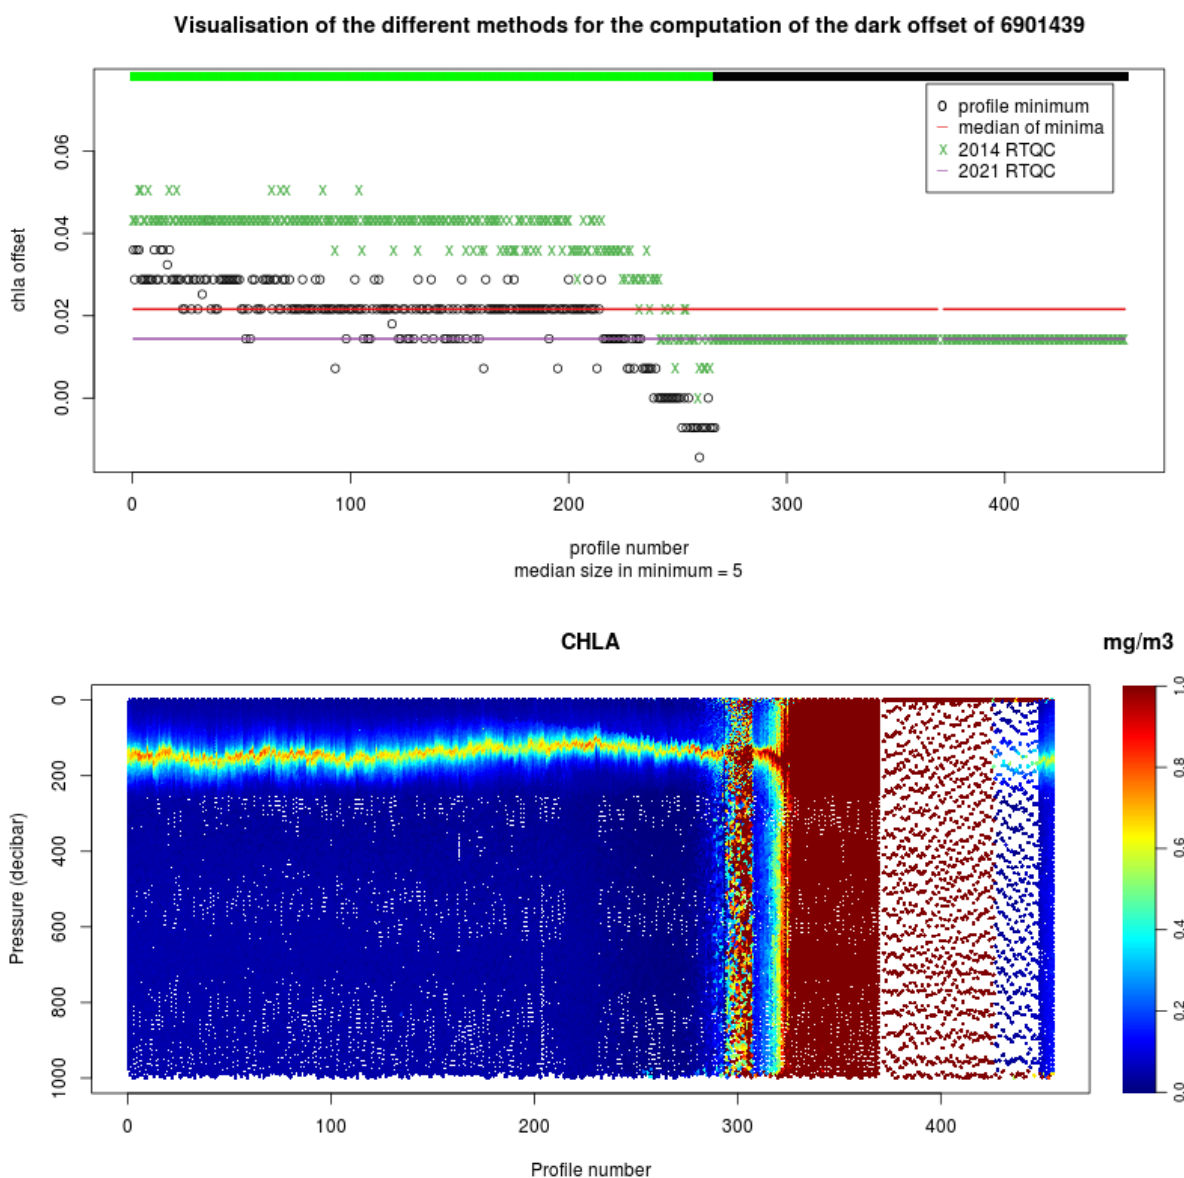 Visualisation of the different methods for the computation of the dark offset of 6901439
chla offset
0.06
0.04
0.02
0.00
o profile minimum
— median of minima
x 2014 RTQC
— 2021 RTQC
0 100 200 300 400
profile number
median size in minimum = 5
CHLA
mg/m3
Pressure (decibar)
0
200
400
600
8000
1000
1.0
0.8
0.6
0.4
0.2
0.0
0 100 200 300 400
Profile number